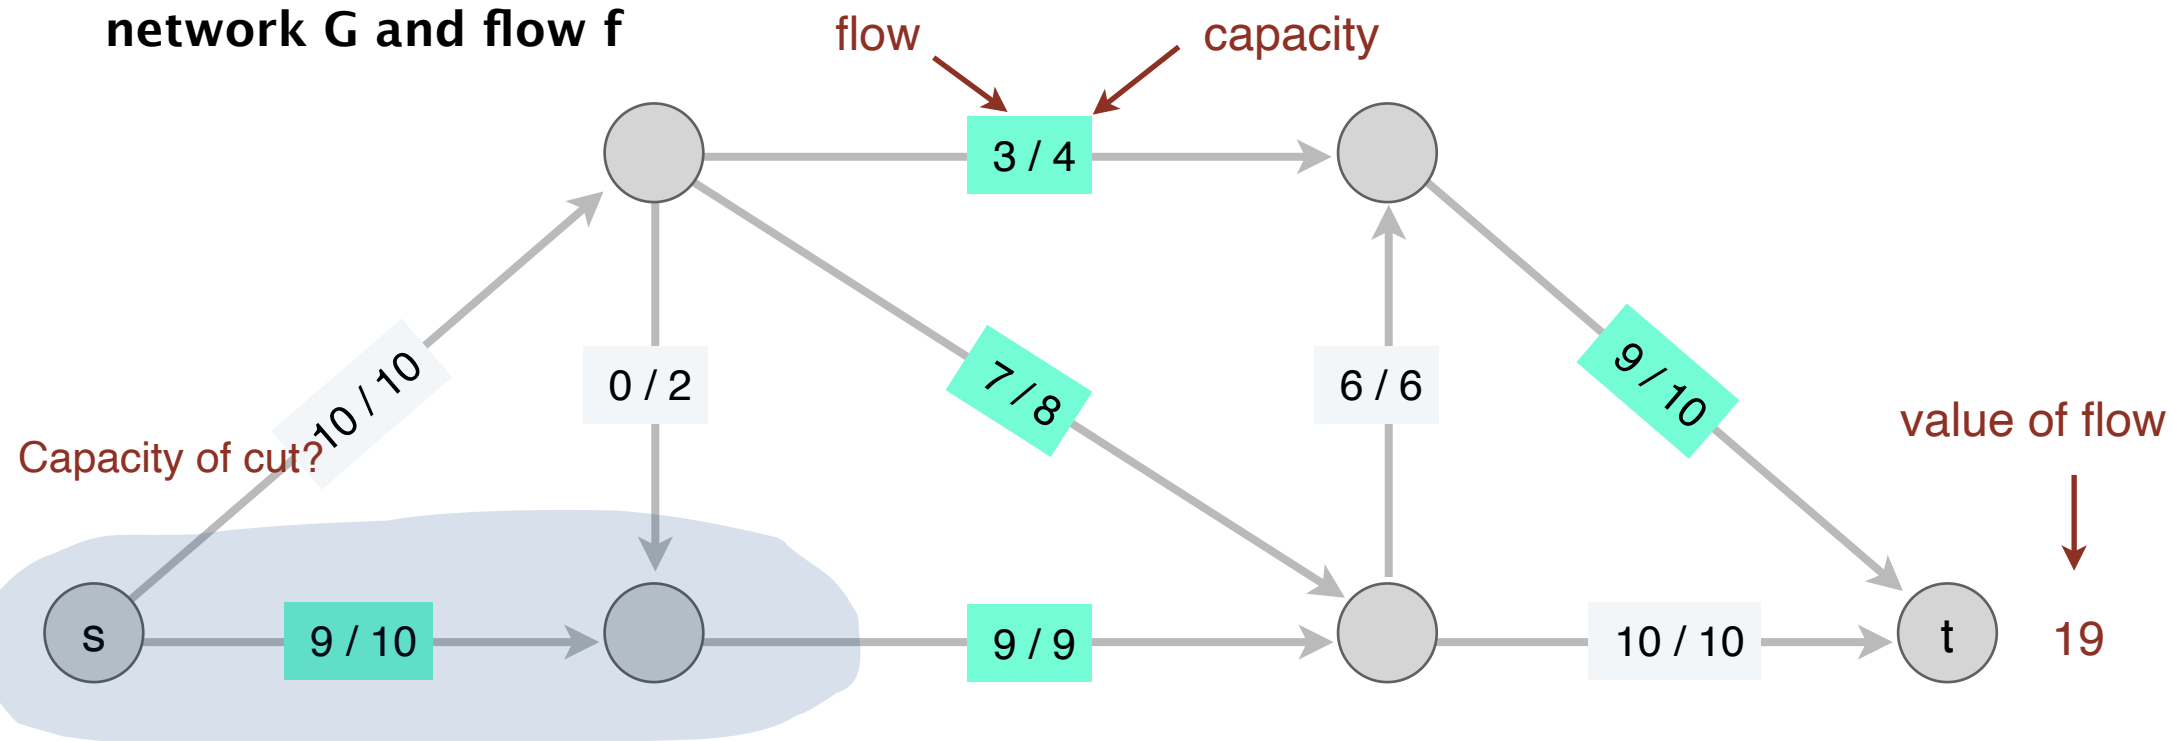 network G and flow f
flow
capacity
3 / 4
10 / 10
0 / 2
7 / 8
6 / 6
9 / 10
value of flow
Capacity of cut?
s
9 / 10
9 / 9
10 / 10
t
19